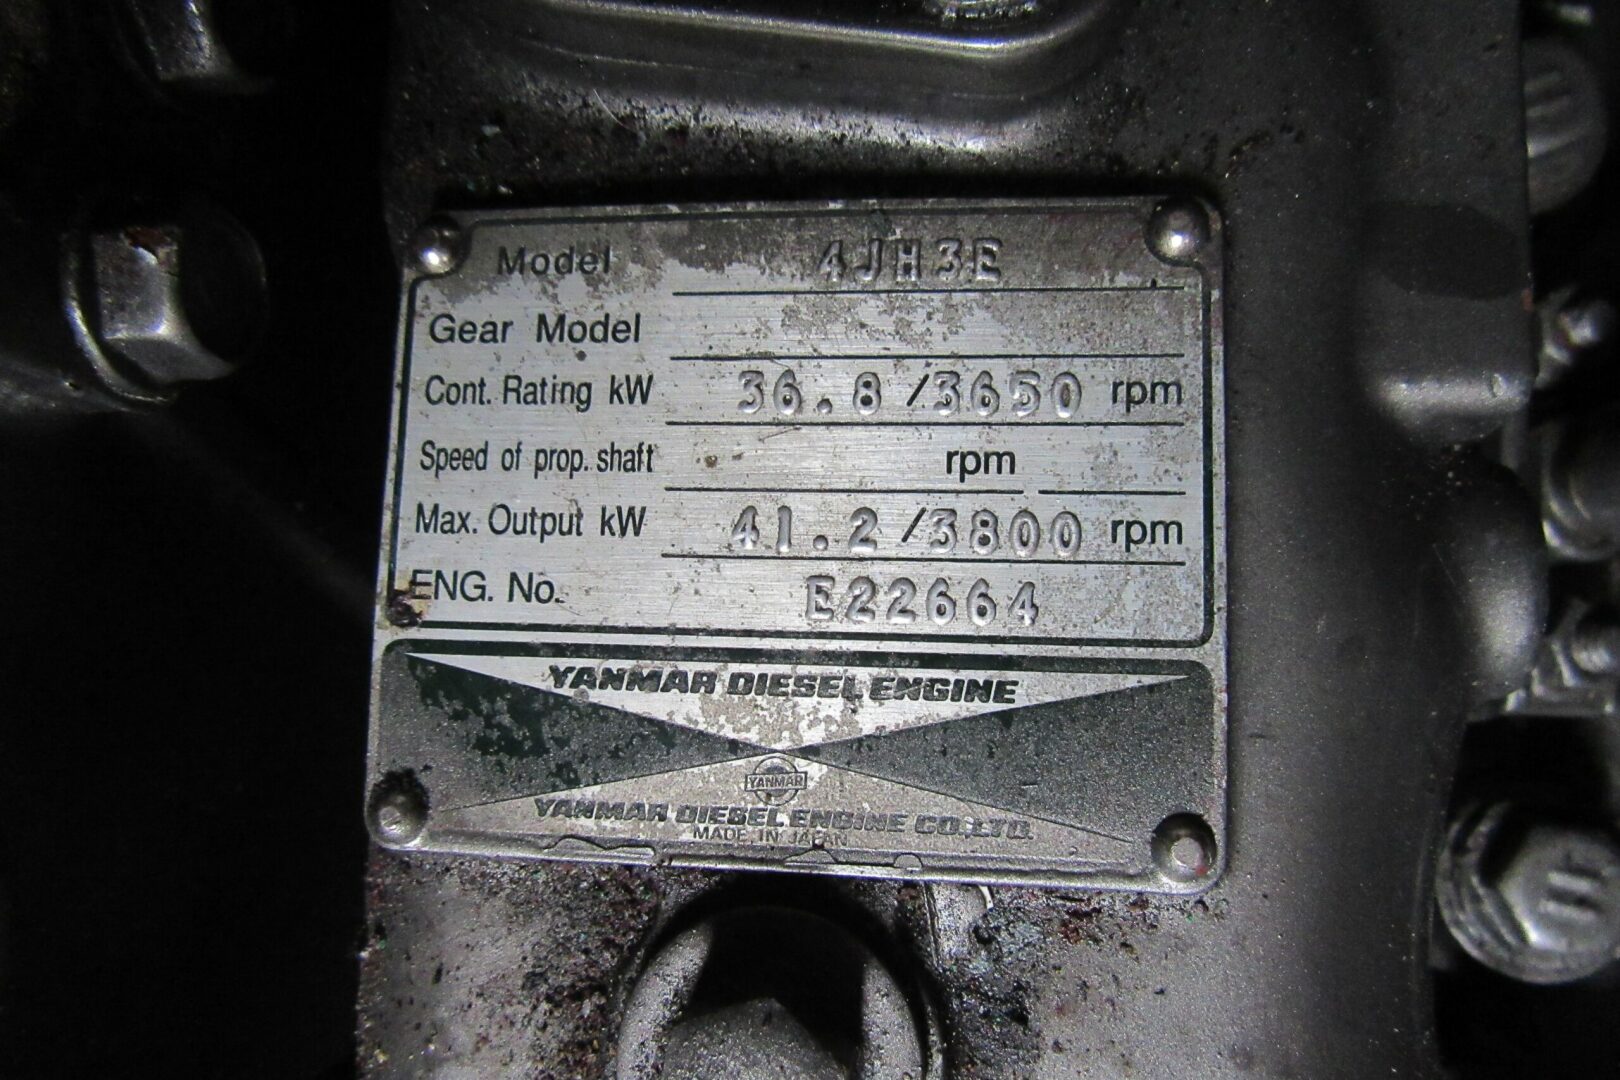 Model 4JH3E
Gear Model
Cont. Rating kW 36.8/3650 rpm
Speed of prop. shaft rpm
Max. Output kW 41.2/3800 rpm
ENG. No. E22664
YANMAR DIESEL ENGINE
YANMAR
YANMAR DIESEL ENGINE CO.,LTD.
MADE IN JAPAN